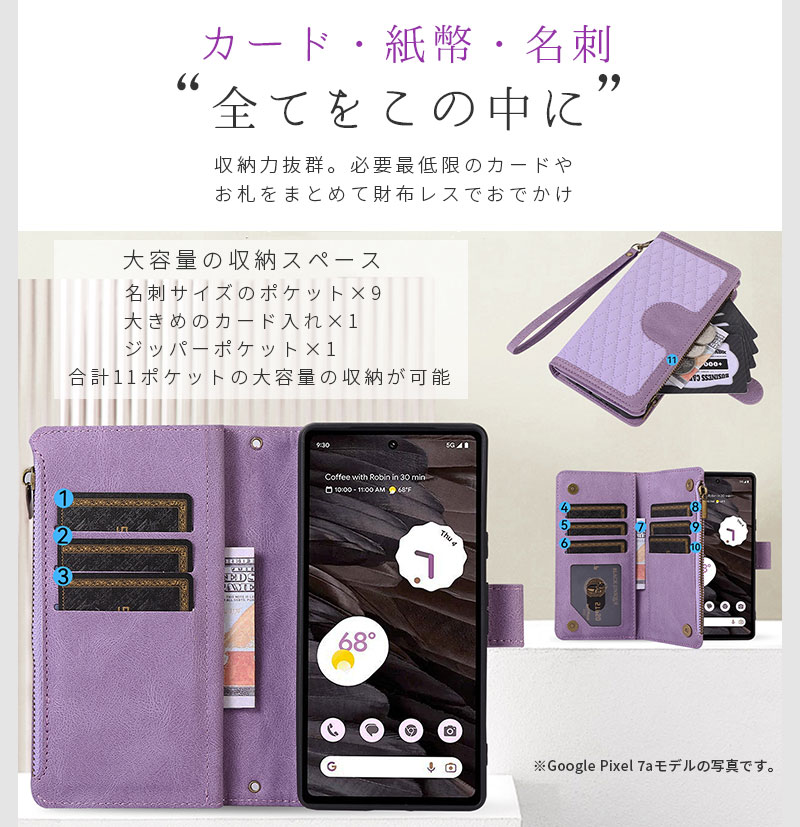 カード・紙幣・名刺
“全てをこの中に”
収納力抜群。必要最低限のカードや
お札をまとめて財布レスでおでかけ
大容量の収納スペース
名刺サイズのポケット×9
大きめのカード入れ×1
ジッパーポケット×1
合計11ポケットの大容量の収納が可能
11
BUSINESS CA
1
2
3
9:30
5G
Coffee with Robin in 30 min
10:00 - 11:00 AM 68°F
Thu 4
68°
G
4
5
6
7
8
9
10
※Google Pixel 7aモデルの写真です。